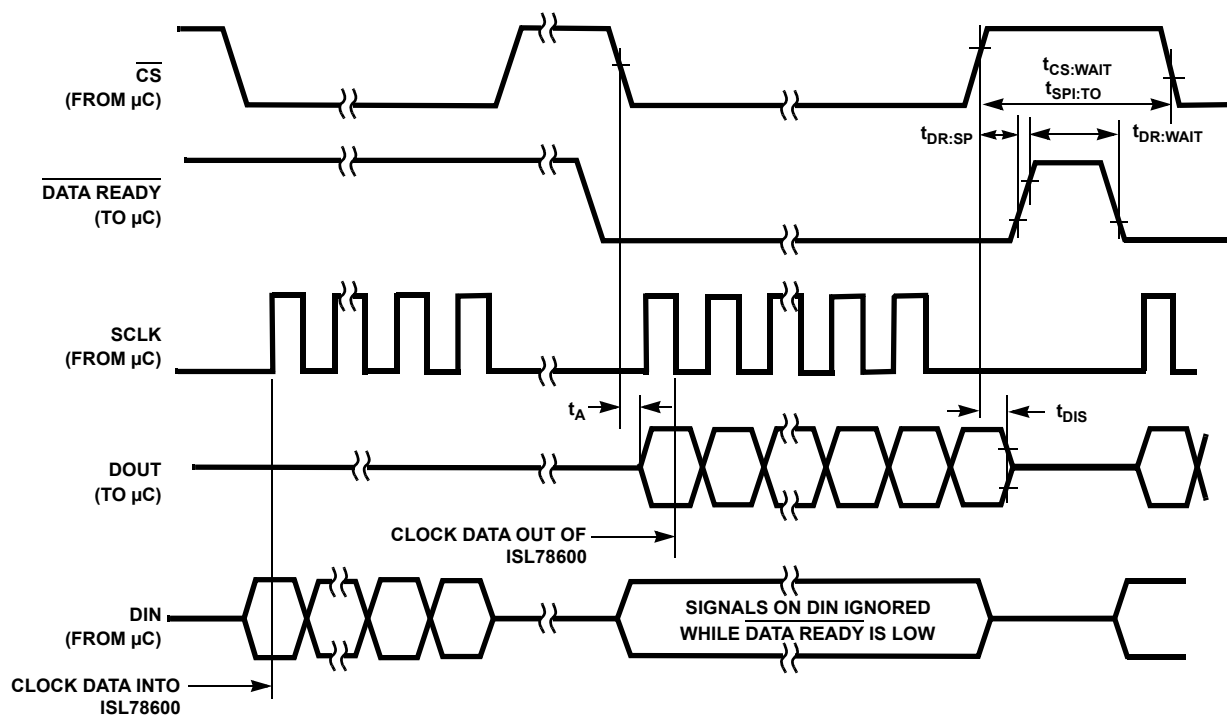 CS
(FROM µC)
tCS:WAIT
tSPI:TO
tDR:SP
tDR:WAIT
DATA READY
(TO µC)
SCLK
(FROM µC)
tA
tDIS
DOUT
(TO µC)
CLOCK DATA OUT OF
ISL78600
DIN
(FROM µC)
SIGNALS ON DIN IGNORED
WHILE DATA READY IS LOW
CLOCK DATA INTO
ISL78600